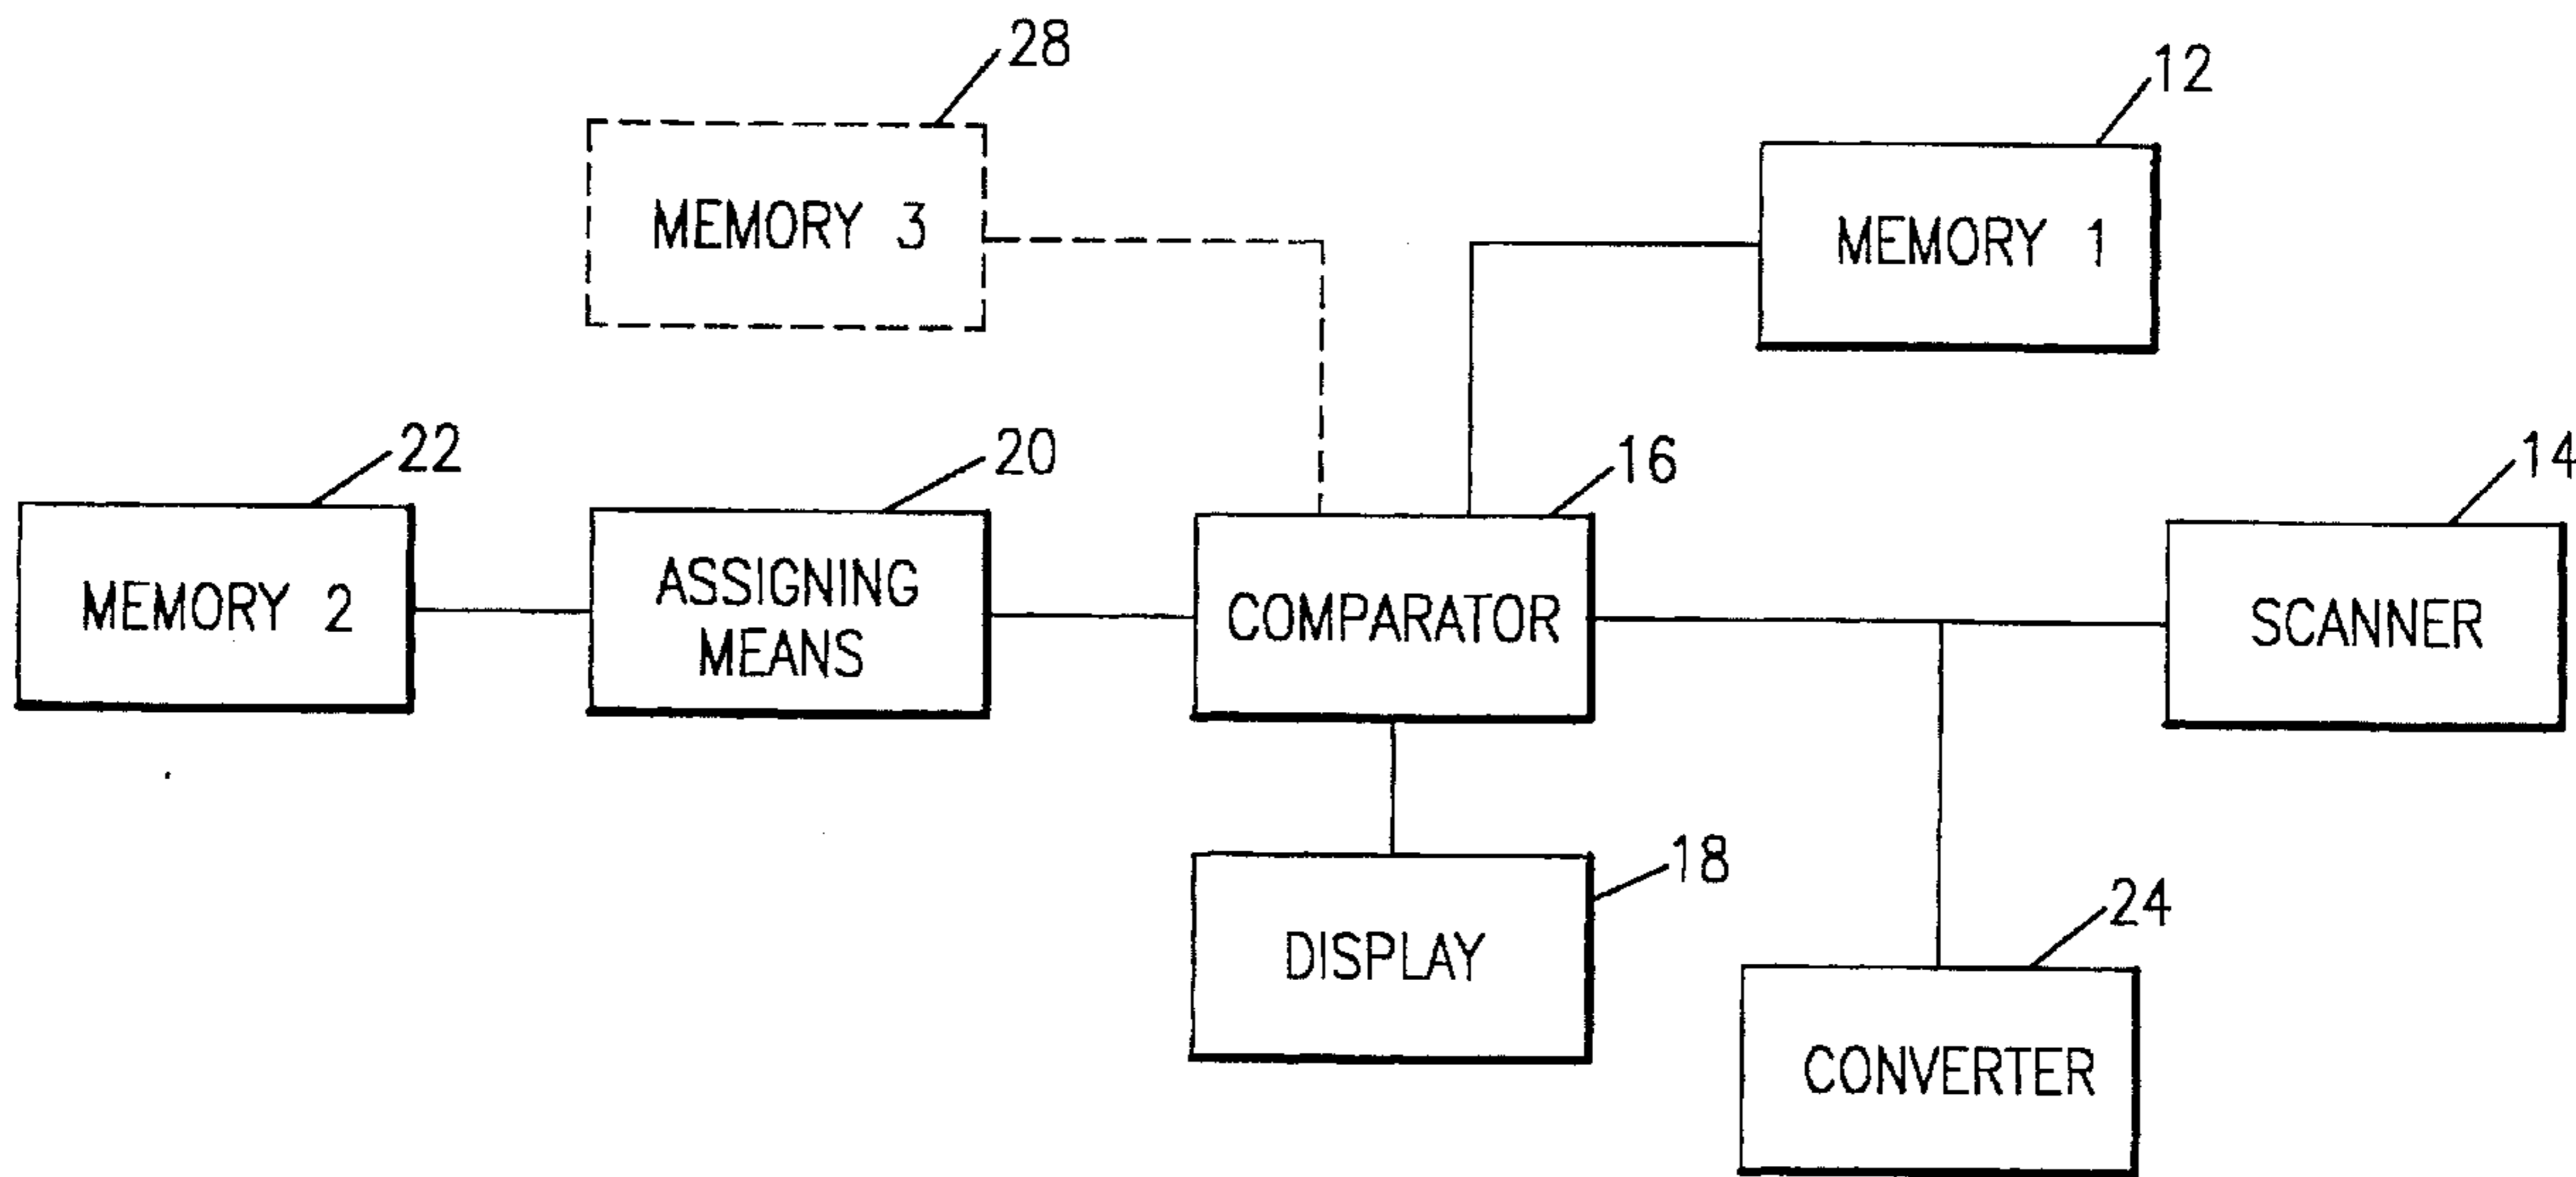 28
12
MEMORY 3
MEMORY 1
22
20
16
14
MEMORY 2
ASSIGNING
MEANS
COMPARATOR
SCANNER
18
24
DISPLAY
CONVERTER